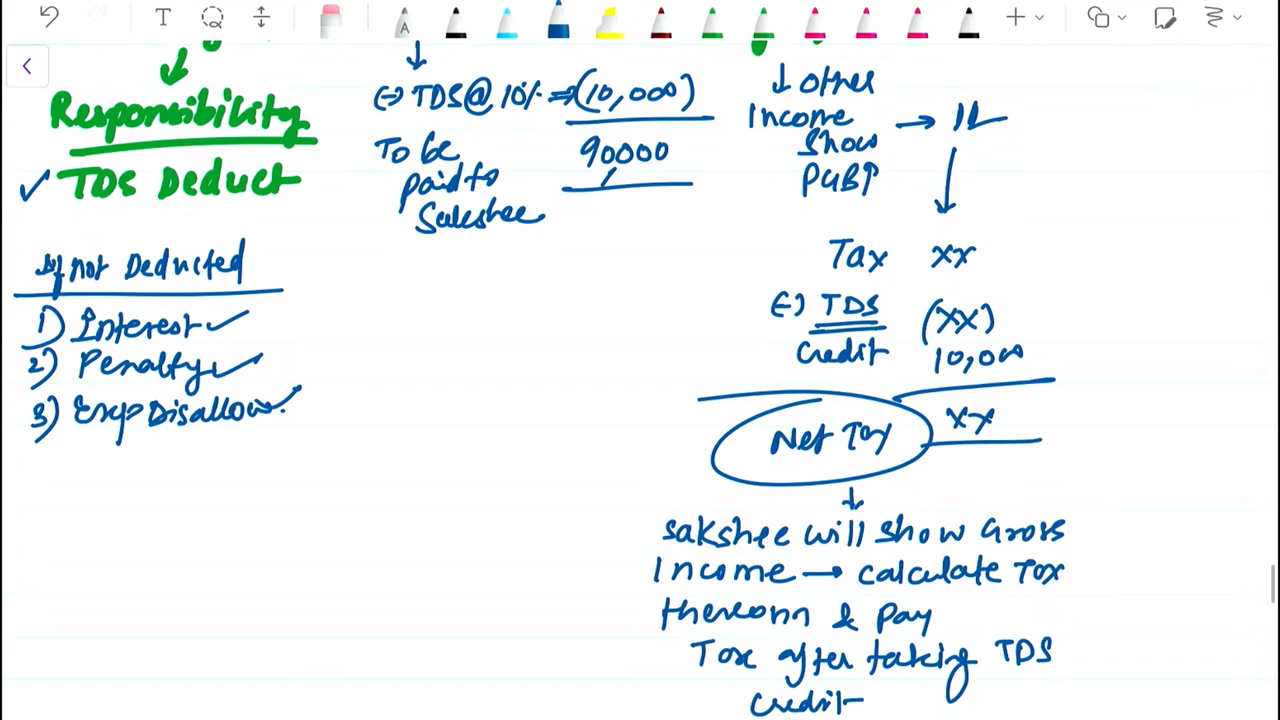 Responsibility
TDS Deduct
If not Deducted
1) Interest
2) Penalty
3) Exp Disallow.
(-) TDS @ 10% ⇒ (10,000)
To be 90000
paid to
Sakshee
↓ other
Income → 1L
Show
PGBP
Tax xx
(-) TDS (xx)
credit 10,000
Net Tax xx
Sakshee will show Gross
Income → calculate Tax
thereonn & pay
Tax after taking TDS
credit